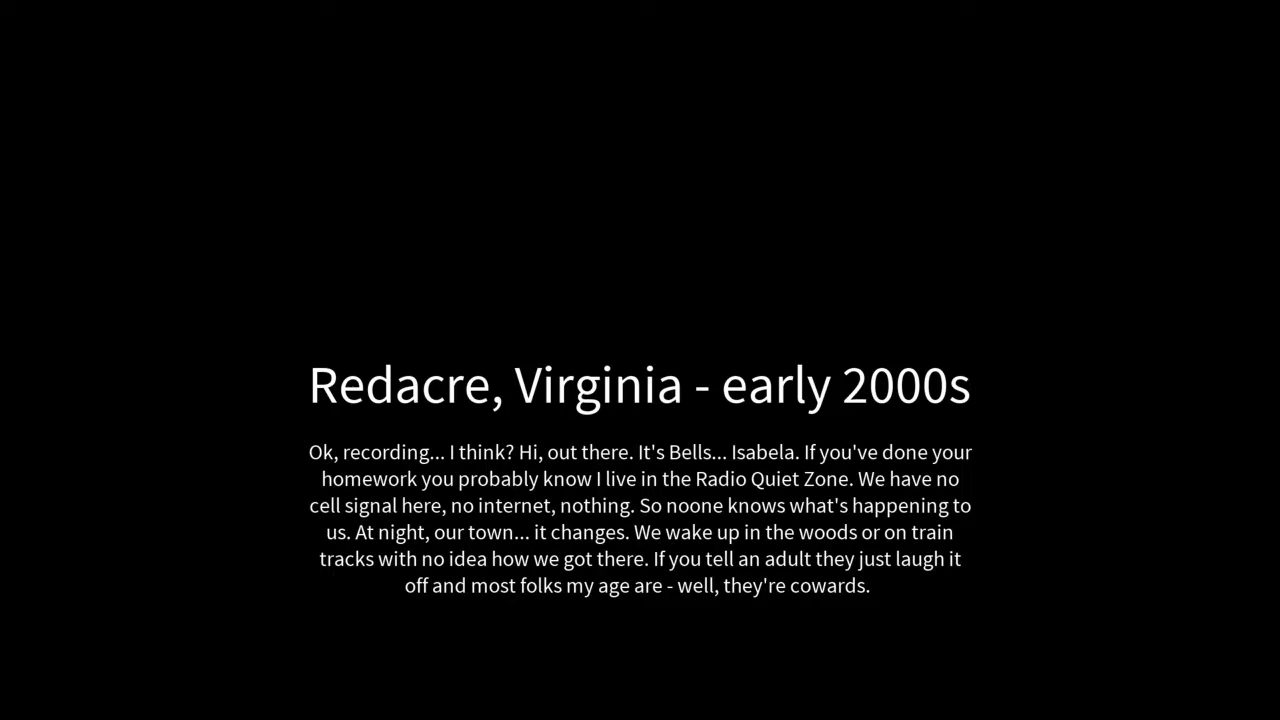 Redacre, Virginia - early 2000s
Ok, recording... I think? Hi, out there. It's Bells... Isabela. If you've done your
homework you probably know I live in the Radio Quiet Zone. We have no
cell signal here, no internet, nothing. So noone knows what's happening to
us. At night, our town... it changes. We wake up in the woods or on train
tracks with no idea how we got there. If you tell an adult they just laugh it
off and most folks my age are - well, they're cowards.